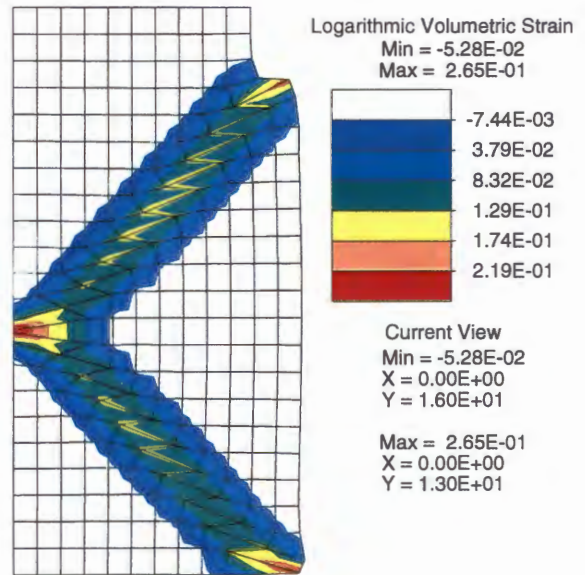 Logarithmic Volumetric Strain
Min = -5.28E-02
Max = 2.65E-01
-7.44E-03
3.79E-02
8.32E-02
1.29E-01
1.74E-01
2.19E-01
Current View
Min = -5.28E-02
X = 0.00E+00
Y = 1.60E+01
Max = 2.65E-01
X = 0.00E+00
Y = 1.30E+01